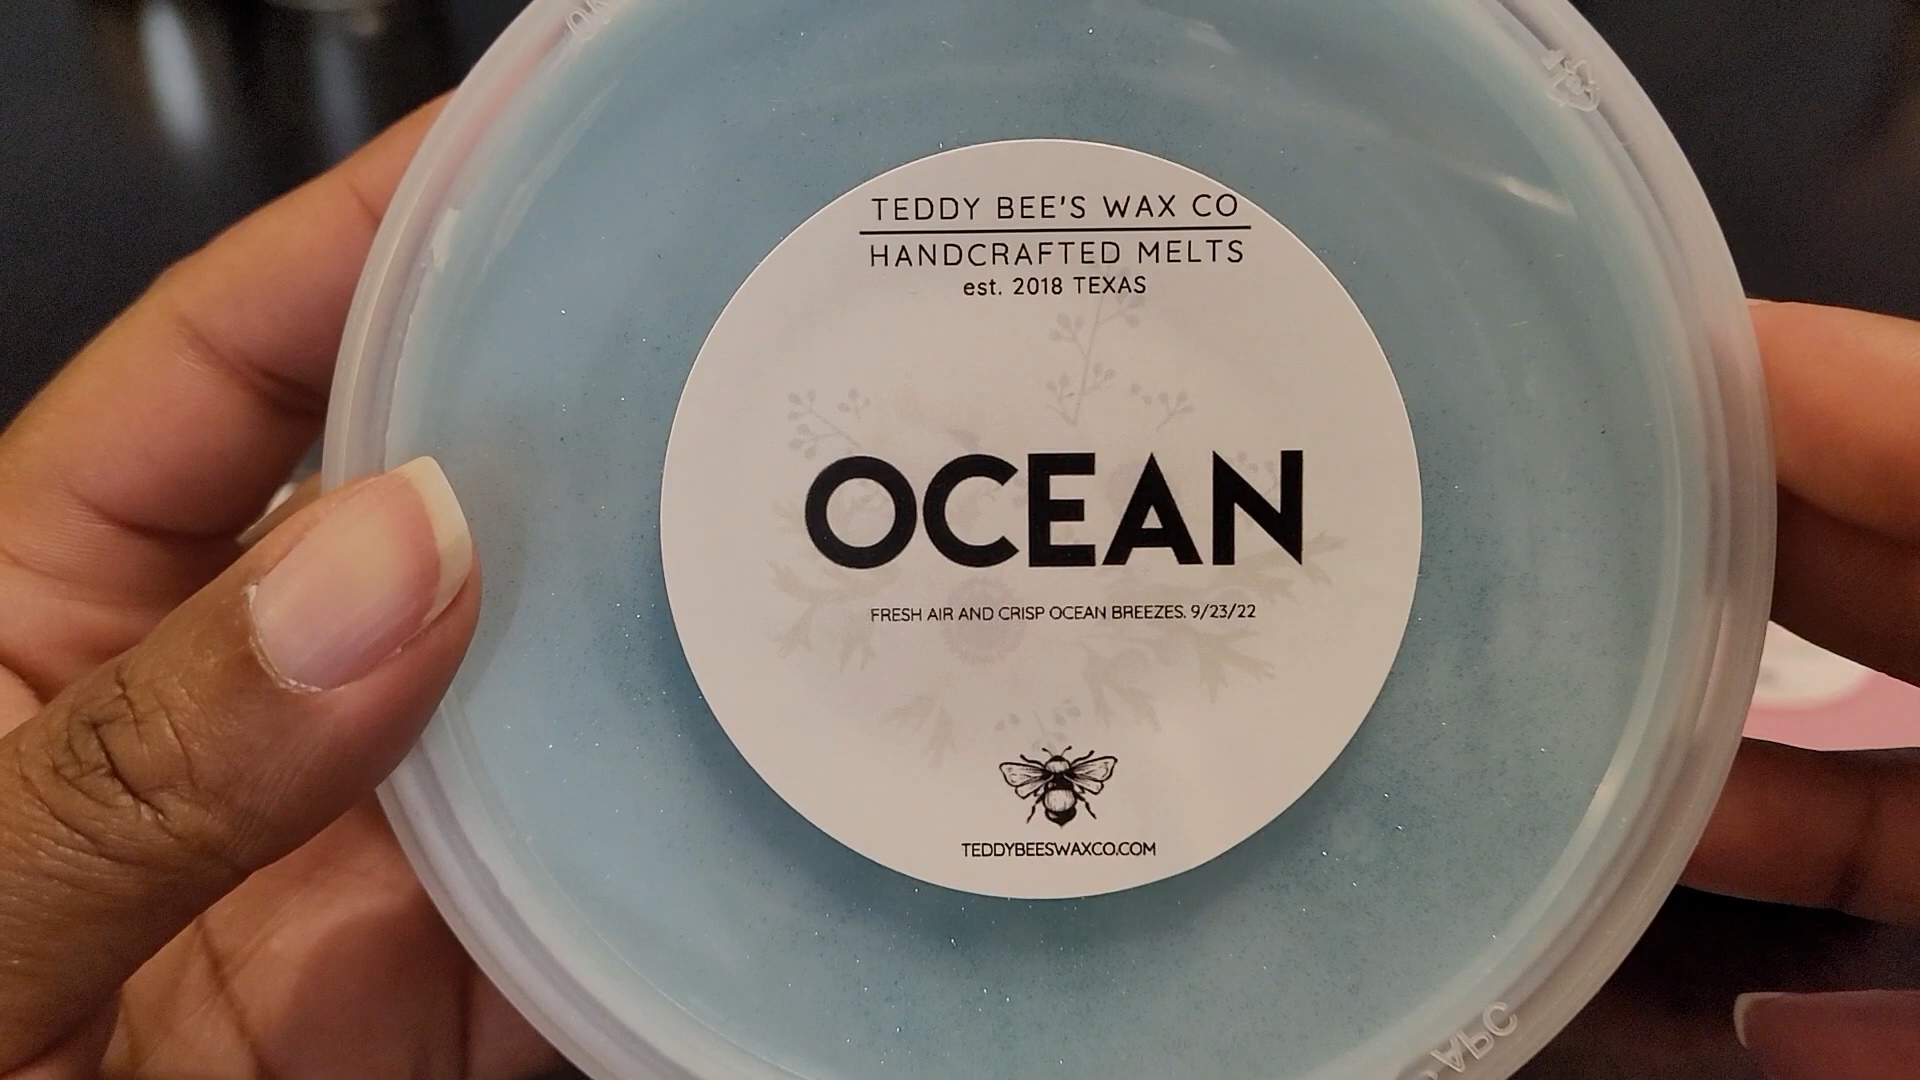 TEDDY BEE'S WAX CO
HANDCRAFTED MELTS
est. 2018 TEXAS
OCEAN
FRESH AIR AND CRISP OCEAN BREEZES. 9/23/22
TEDDYBEESWAXCO.COM